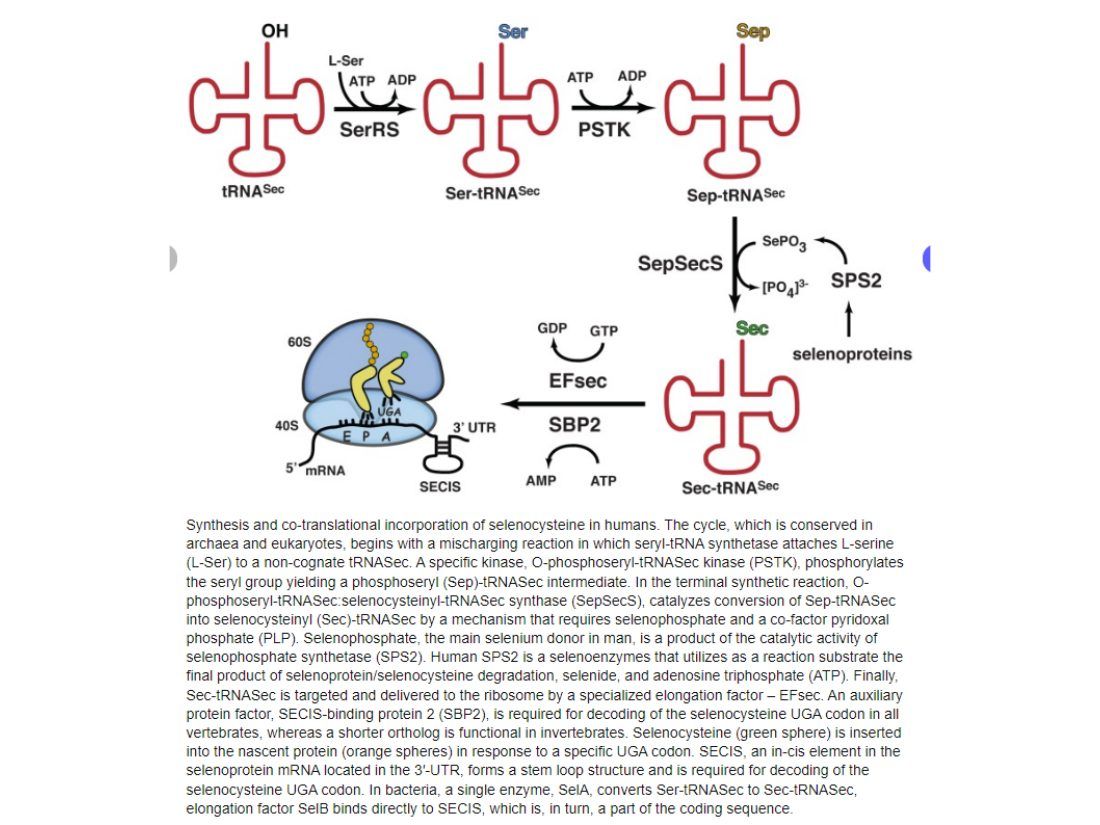 OH
Ser
Sep
L-Ser
ATP ADP
ATP ADP
SerRS
PSTK
tRNASec
Ser-tRNASec
Sep-tRNASec
SePO3
SepSecS
[PO4]3-
SPS2
Sec
selenoproteins
GDP GTP
60S
EFsec
UGA
40S
3' UTR
SBP2
E P A
5' mRNA
SECIS
AMP ATP
Sec-tRNASec
Synthesis and co-translational incorporation of selenocysteine in humans. The cycle, which is conserved in
archaea and eukaryotes, begins with a mischarging reaction in which seryl-tRNA synthetase attaches L-serine
(L-Ser) to a non-cognate tRNASec. A specific kinase, O-phosphoseryl-tRNASec kinase (PSTK), phosphorylates
the seryl group yielding a phosphoseryl (Sep)-tRNASec intermediate. In the terminal synthetic reaction, O-
phosphoseryl-tRNASec:selenocysteinyl-tRNASec synthase (SepSecS), catalyzes conversion of Sep-tRNASec
into selenocysteinyl (Sec)-tRNASec by a mechanism that requires selenophosphate and a co-factor pyridoxal
phosphate (PLP). Selenophosphate, the main selenium donor in man, is a product of the catalytic activity of
selenophosphate synthetase (SPS2). Human SPS2 is a selenoenzymes that utilizes as a reaction substrate the
final product of selenoprotein/selenocysteine degradation, selenide, and adenosine triphosphate (ATP). Finally,
Sec-tRNASec is targeted and delivered to the ribosome by a specialized elongation factor – EFsec. An auxiliary
protein factor, SECIS-binding protein 2 (SBP2), is required for decoding of the selenocysteine UGA codon in all
vertebrates, whereas a shorter ortholog is functional in invertebrates. Selenocysteine (green sphere) is inserted
into the nascent protein (orange spheres) in response to a specific UGA codon. SECIS, an in-cis element in the
selenoprotein mRNA located in the 3'-UTR, forms a stem loop structure and is required for decoding of the
selenocysteine UGA codon. In bacteria, a single enzyme, SelA, converts Ser-tRNASec to Sec-tRNASec,
elongation factor SelB binds directly to SECIS, which is, in turn, a part of the coding sequence.